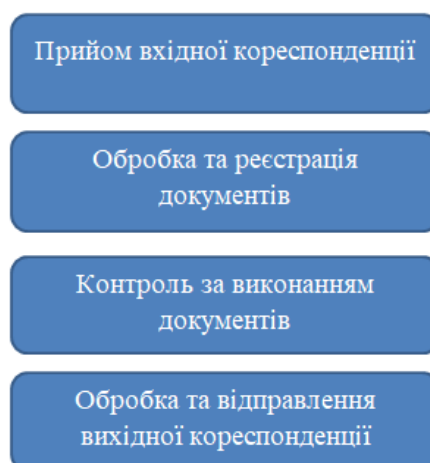 Прийом вхідної кореспонденції
Обробка та реєстрація
документів
Контроль за виконанням
документів
Обробка та відправлення
вихідної кореспонденції